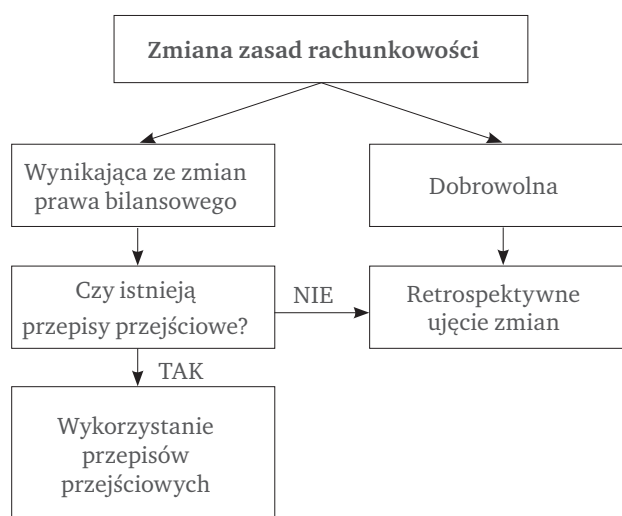 Zmiana zasad rachunkowości
Wynikająca ze zmian
prawa bilansowego
Dobrowolna
Czy istnieją
przepisy przejściowe?
NIE
Retrospektywne
ujęcie zmian
TAK
Wykorzystanie
przepisów
przejściowych